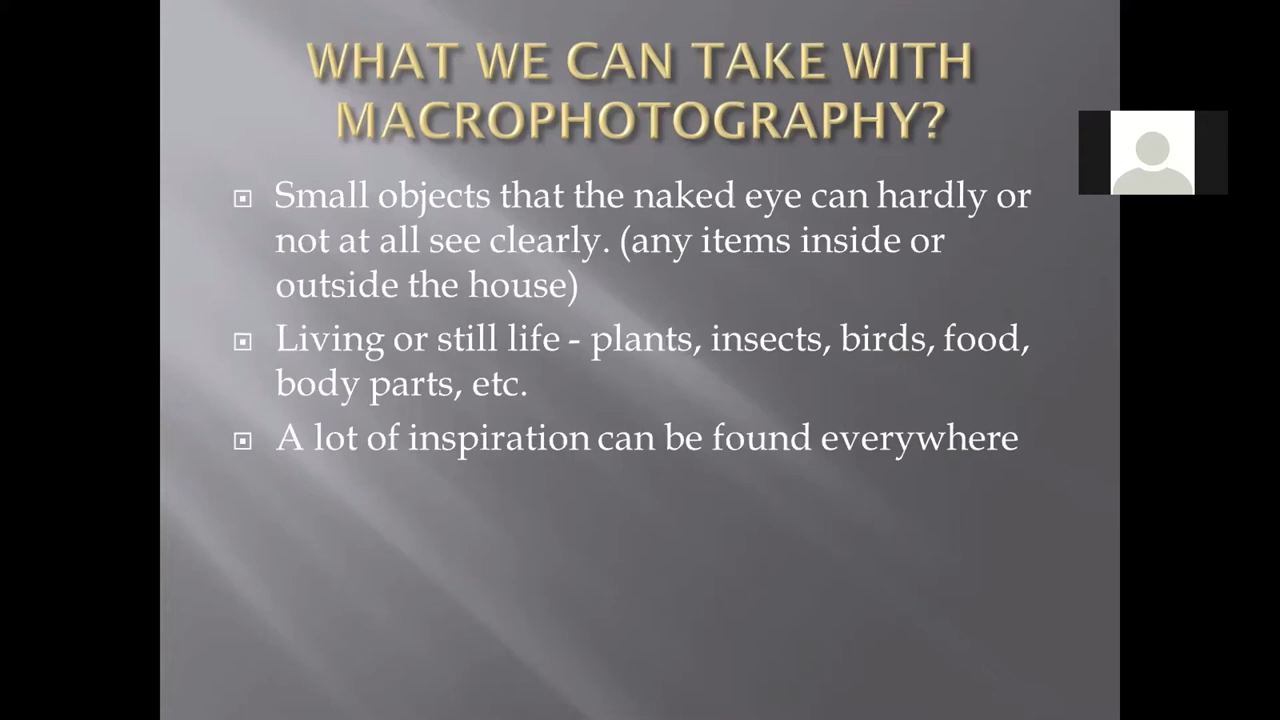 WHAT WE CAN TAKE WITH
MACROPHOTOGRAPHY?
Small objects that the naked eye can hardly or
not at all see clearly. (any items inside or
outside the house)
Living or still life - plants, insects, birds, food,
body parts, etc.
A lot of inspiration can be found everywhere